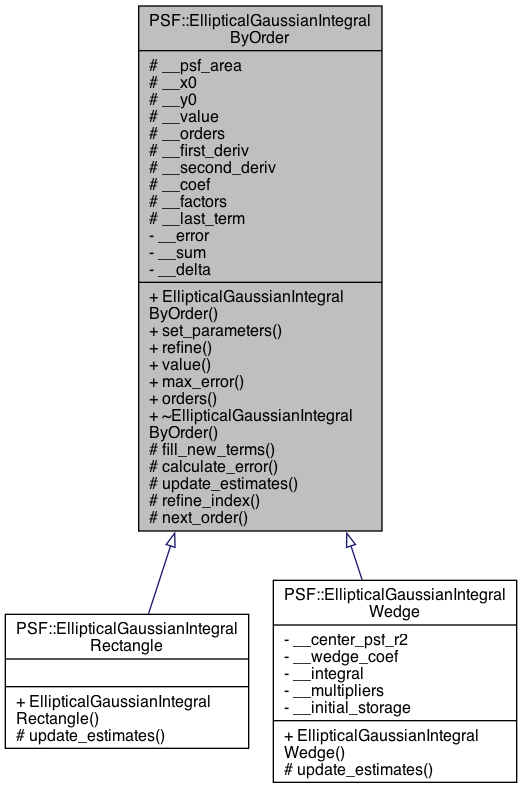 PSF::EllipticalGaussianIntegral
ByOrder
# __psf_area
# __x0
# __y0
# __value
# __orders
# __first_deriv
# __second_deriv
# __coef
# __factors
# __last_term
- __error
- __sum
- __delta
+ EllipticalGaussianIntegral
ByOrder()
+ set_parameters()
+ refine()
+ value()
+ max_error()
+ orders()
+ ~EllipticalGaussianIntegral
ByOrder()
# fill_new_terms()
# calculate_error()
# update_estimates()
# refine_index()
# next_order()
PSF::EllipticalGaussianIntegral
Rectangle
+ EllipticalGaussianIntegral
Rectangle()
# update_estimates()
PSF::EllipticalGaussianIntegral
Wedge
- __center_psf_r2
- __wedge_coef
- __integral
- __multipliers
- __initial_storage
+ EllipticalGaussianIntegral
Wedge()
# update_estimates()